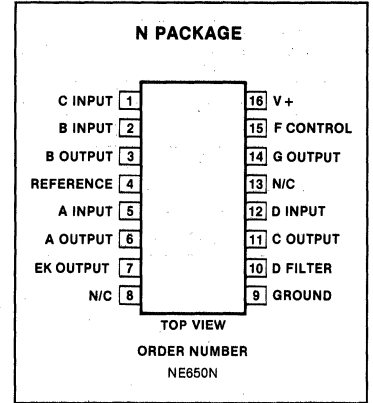 N PACKAGE
C INPUT 1 16 V+
B INPUT 2 15 F CONTROL
B OUTPUT 3 14 G OUTPUT
REFERENCE 4 13 N/C
A INPUT 5 12 D INPUT
A OUTPUT 6 11 C OUTPUT
EK OUTPUT 7 10 D FILTER
N/C 8 9 GROUND
TOP VIEW
ORDER NUMBER
NE650N